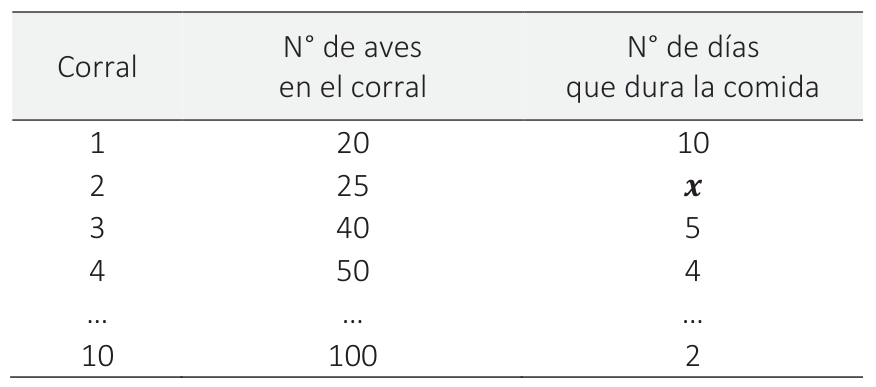 Corral N° de aves en el corral N° de días que dura la comida
1 20 10
2 25 x
3 40 5
4 50 4
... ... ...
10 100 2